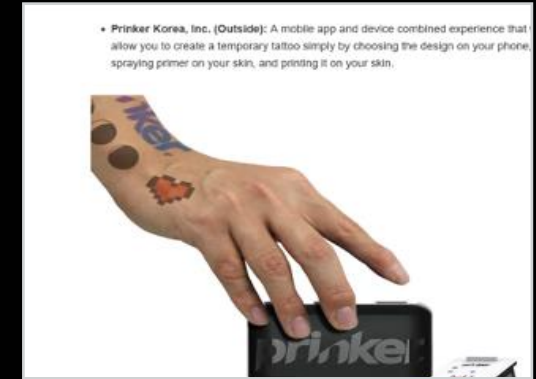 • Prinker Korea, Inc. (Outside): A mobile app and device combined experience that
allow you to create a temporary tattoo simply by choosing the design on your phone,
spraying primer on your skin, and printing it on your skin.
inker
prinker